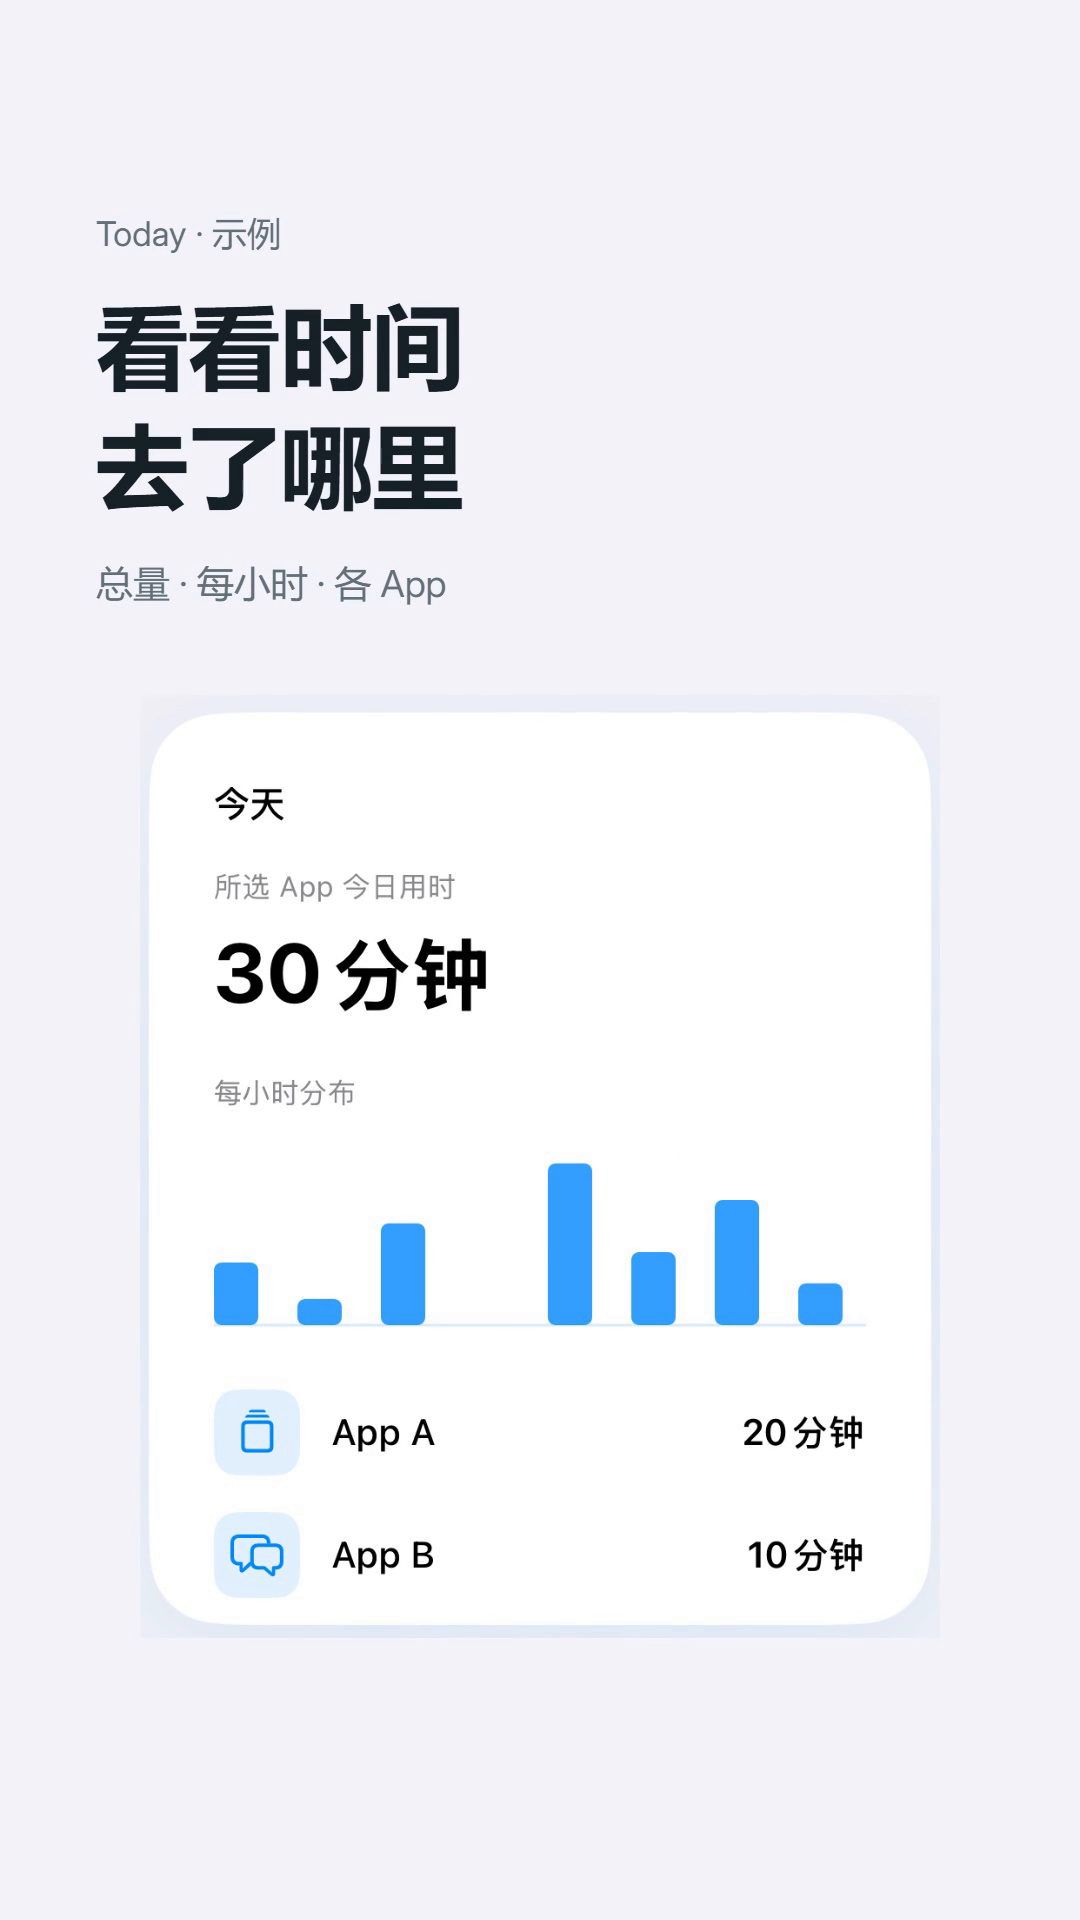 Today · 示例
看看时间
去了哪里
总量 · 每小时 · 各 App
今天
所选 App 今日用时
30 分钟
每小时分布
App A 20 分钟
App B 10 分钟